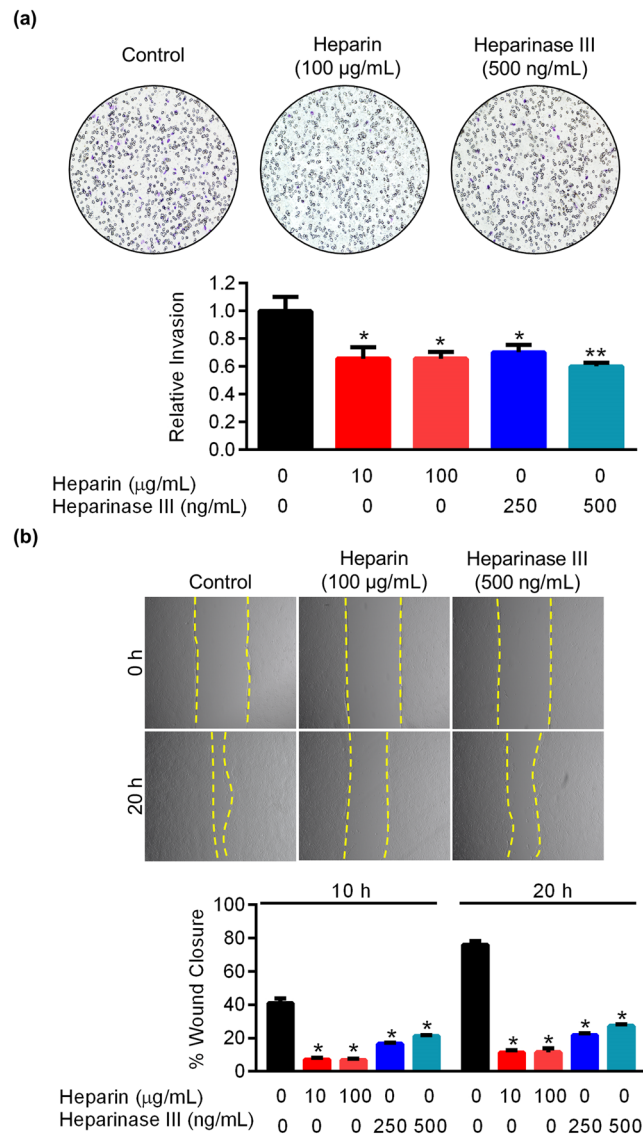 (a)
Control
Heparin
(100 µg/mL)
Heparinase III
(500 ng/mL)
Relative Invasion
1.2
1.0
0.8
0.6
0.4
0.2
0.0
* * * **
Heparin (µg/mL) 0 10 100 0 0
Heparinase III (ng/mL) 0 0 0 250 500
(b)
Control
Heparin
(100 µg/mL)
Heparinase III
(500 ng/mL)
0 h
20 h
10 h 20 h
% Wound Closure
100
80
60
40
20
0
* * * * * * * *
Heparin (µg/mL) 0 10 100 0 0 0 10 100 0 0
Heparinase III (ng/mL) 0 0 0 250 500 0 0 0 250 500